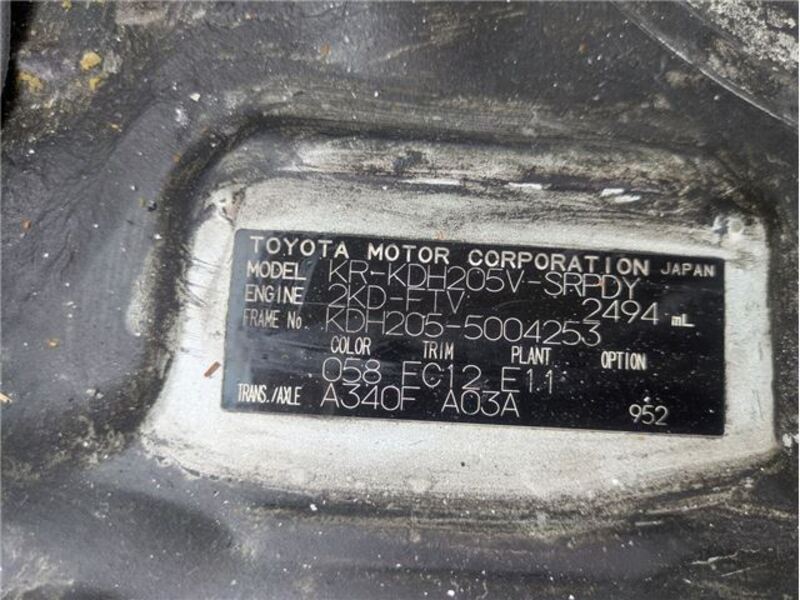 TOYOTA MOTOR CORPORATION JAPAN
MODEL KR-KDH205V-SRPDY
ENGINE 2KD-FTV 2494 mL
FRAME No. KDH205-5004253
COLOR TRIM PLANT OPTION
058 FC12 E11
TRANS./AXLE A340F A03A 952